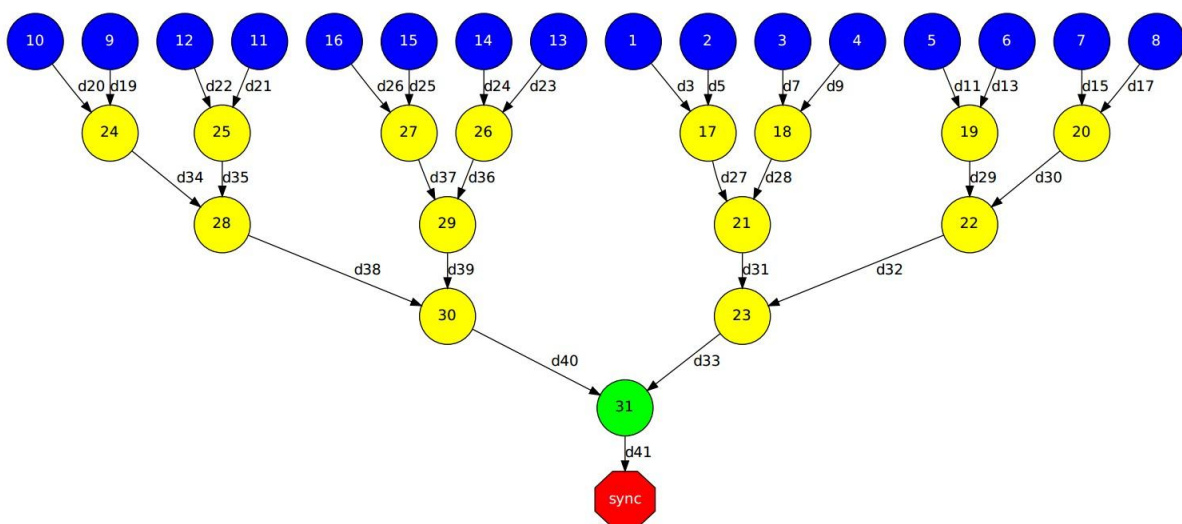 10 9 12 11 16 15 14 13 1 2 3 4 5 6 7 8
d20 d19 d22 d21 d26 d25 d24 d23 d3 d5 d7 d9 d11 d13 d15 d17
24 25 27 26 17 18 19 20
d34 d35 d37 d36 d27 d28 d29 d30
28 29 21 22
d38 d39 d31 d32
30 23
d40 d33
31
d41
sync